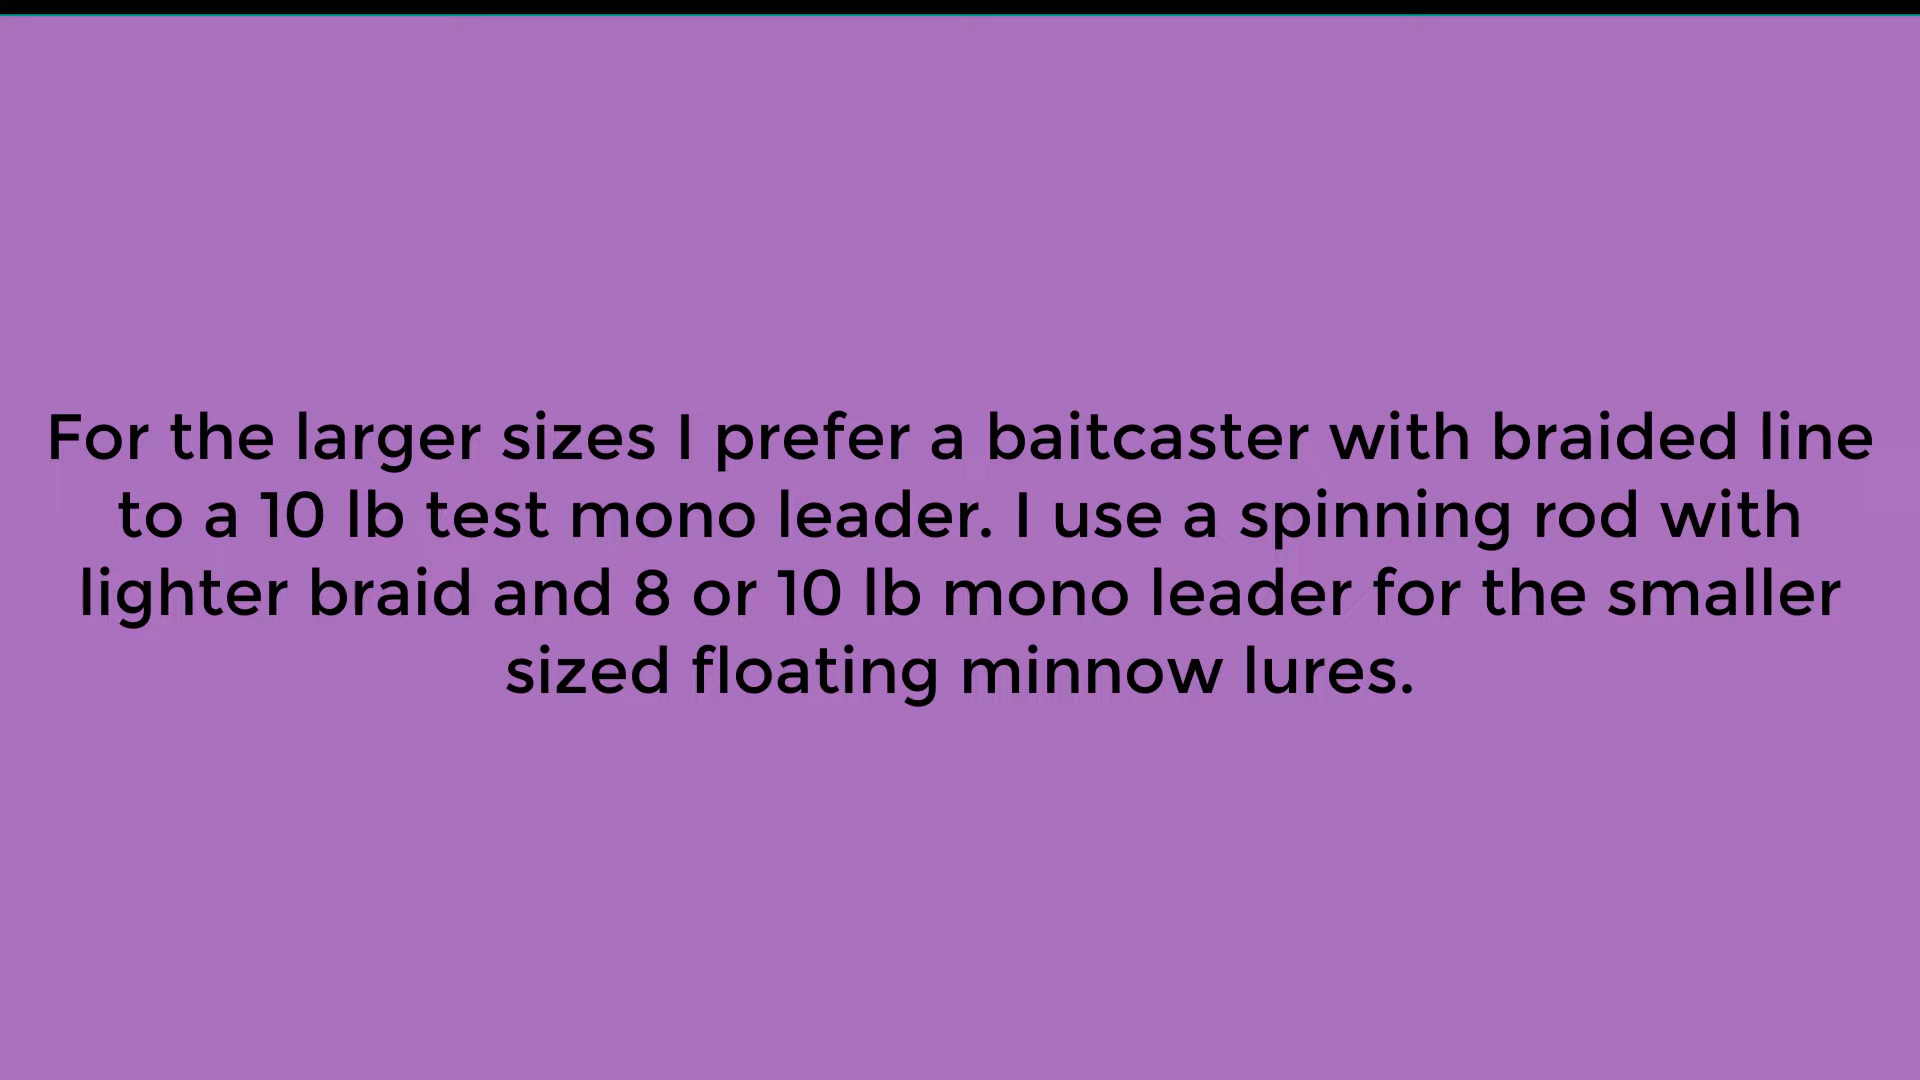 For the larger sizes I prefer a baitcaster with braided line
to a 10 lb test mono leader. I use a spinning rod with
lighter braid and 8 or 10 lb mono leader for the smaller
sized floating minnow lures.